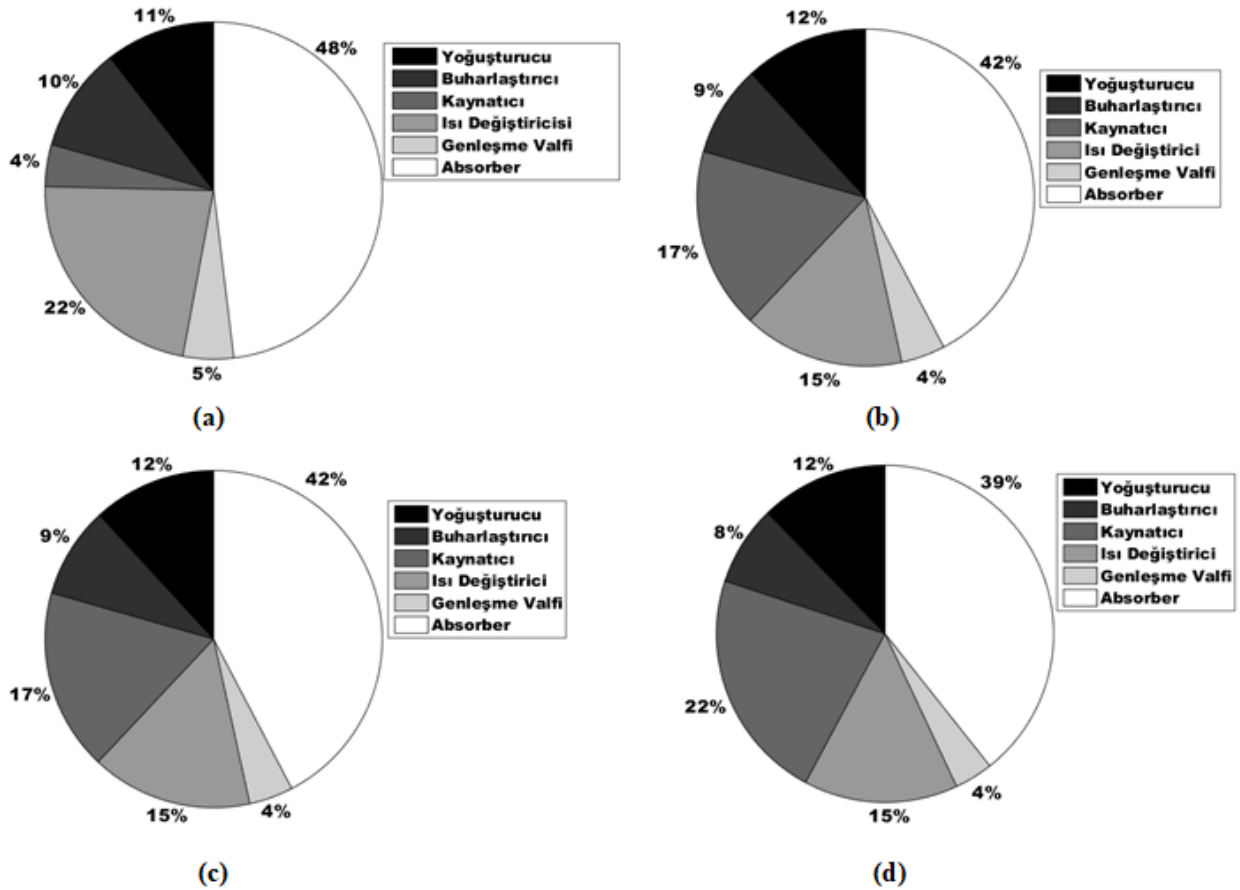 11%
48%
10%
4%
22%
5%
Yoğuşturucu
Buharlaştırıcı
Kaynatıcı
Isı Değiştiricisi
Genleşme Valfi
Absorber
(a)
12%
42%
9%
17%
15%
4%
Yoğuşturucu
Buharlaştırıcı
Kaynatıcı
Isı Değiştirici
Genleşme Valfi
Absorber
(b)
12%
42%
9%
17%
15%
4%
Yoğuşturucu
Buharlaştırıcı
Kaynatıcı
Isı Değiştirici
Genleşme Valfi
Absorber
(c)
12%
39%
8%
22%
15%
4%
Yoğuşturucu
Buharlaştırıcı
Kaynatıcı
Isı Değiştirici
Genleşme Valfi
Absorber
(d)